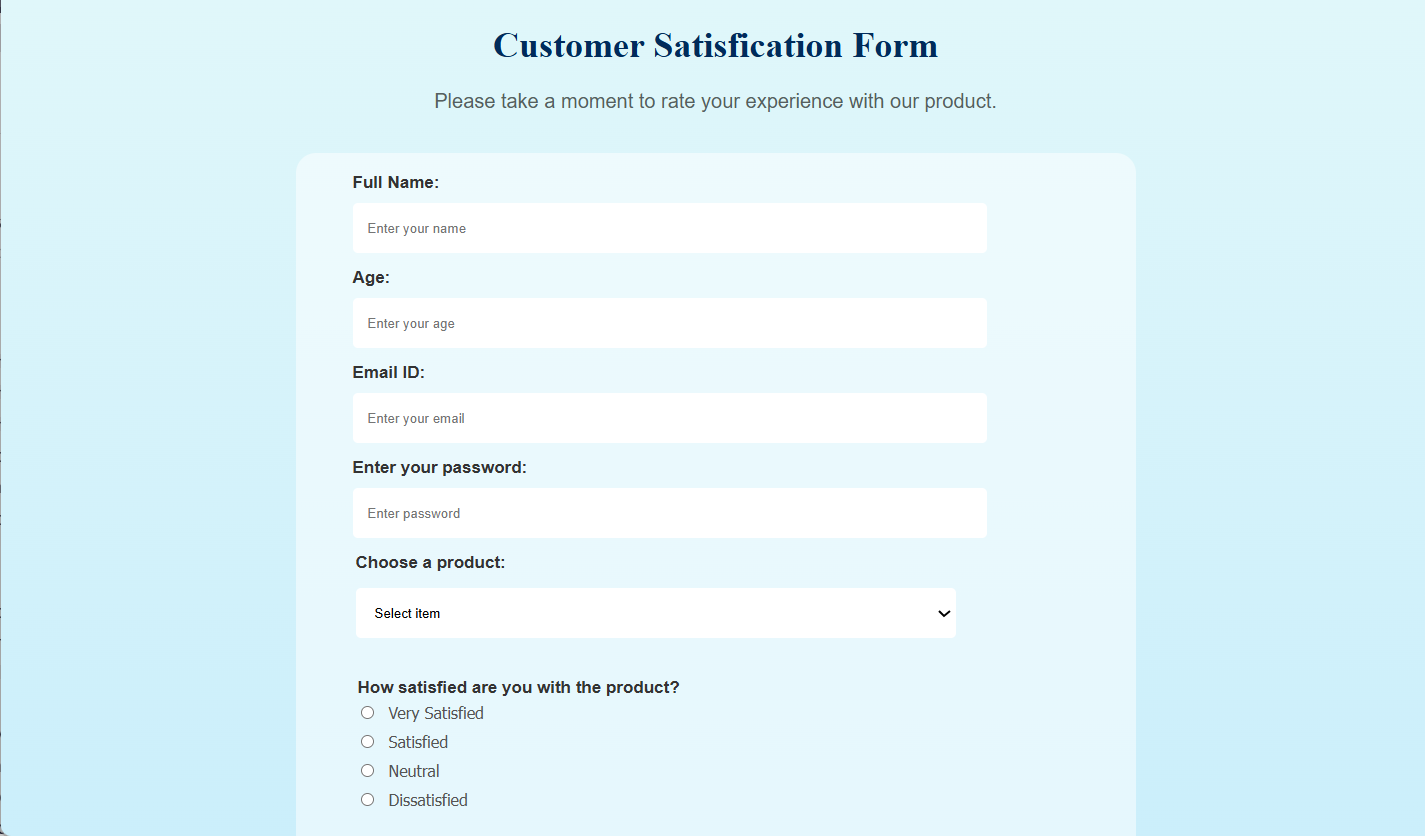 Customer Satisfication Form
Please take a moment to rate your experience with our product.
Full Name:
Enter your name
Age:
Enter your age
Email ID:
Enter your email
Enter your password:
Enter password
Choose a product:
Select item
How satisfied are you with the product?
Very Satisfied
Satisfied
Neutral
Dissatisfied